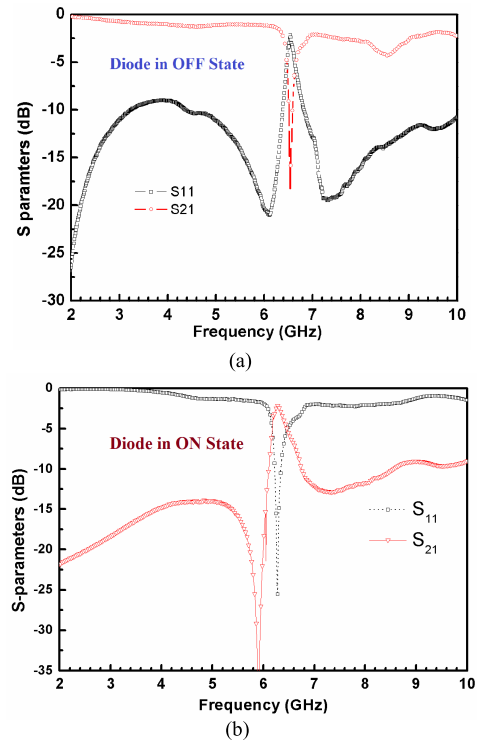 0
-5
-10
-15
-20
-25
-30
S paramters (dB)
Diode in OFF State
S11
S21
2 3 4 5 6 7 8 9 10
Frequency (GHz)
(a)
0
-5
-10
-15
-20
-25
-30
-35
S-parameters (dB)
Diode in ON State
S11
S21
2 3 4 5 6 7 8 9 10
Frequency (GHz)
(b)